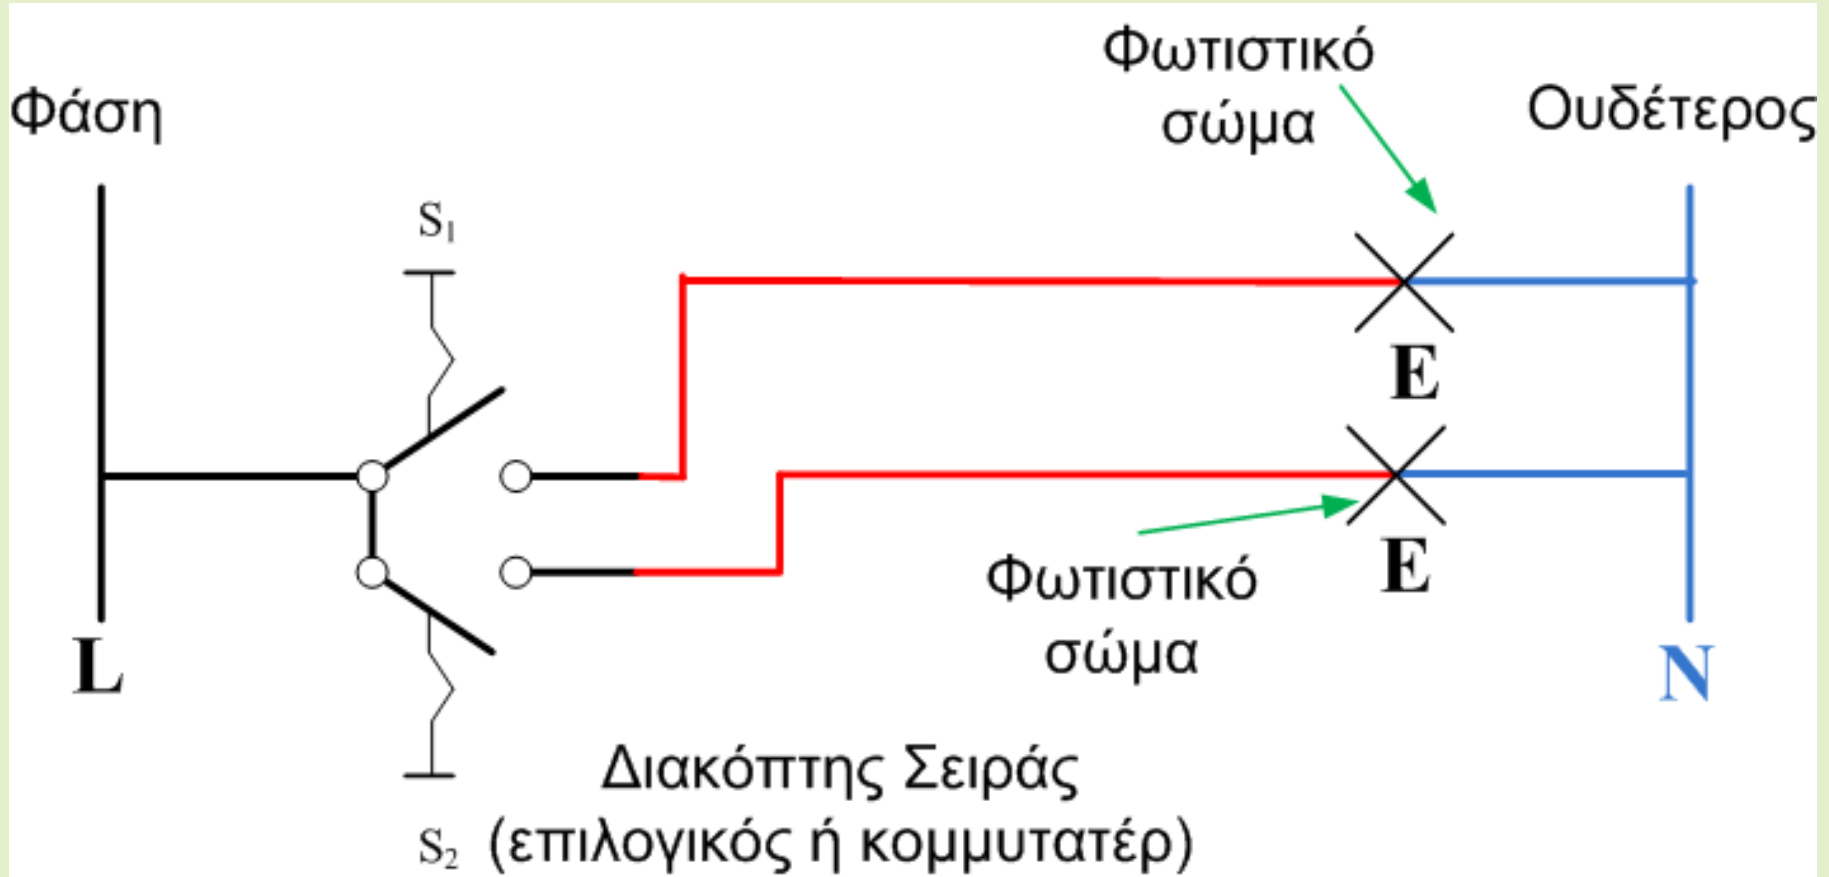 Φωτιστικό
σώμα
Φάση
Ουδέτερος
S₁
E
E
Φωτιστικό
σώμα
L
N
Διακόπτης Σειράς
S₂ (επιλογικός ή κομμυτατέρ)